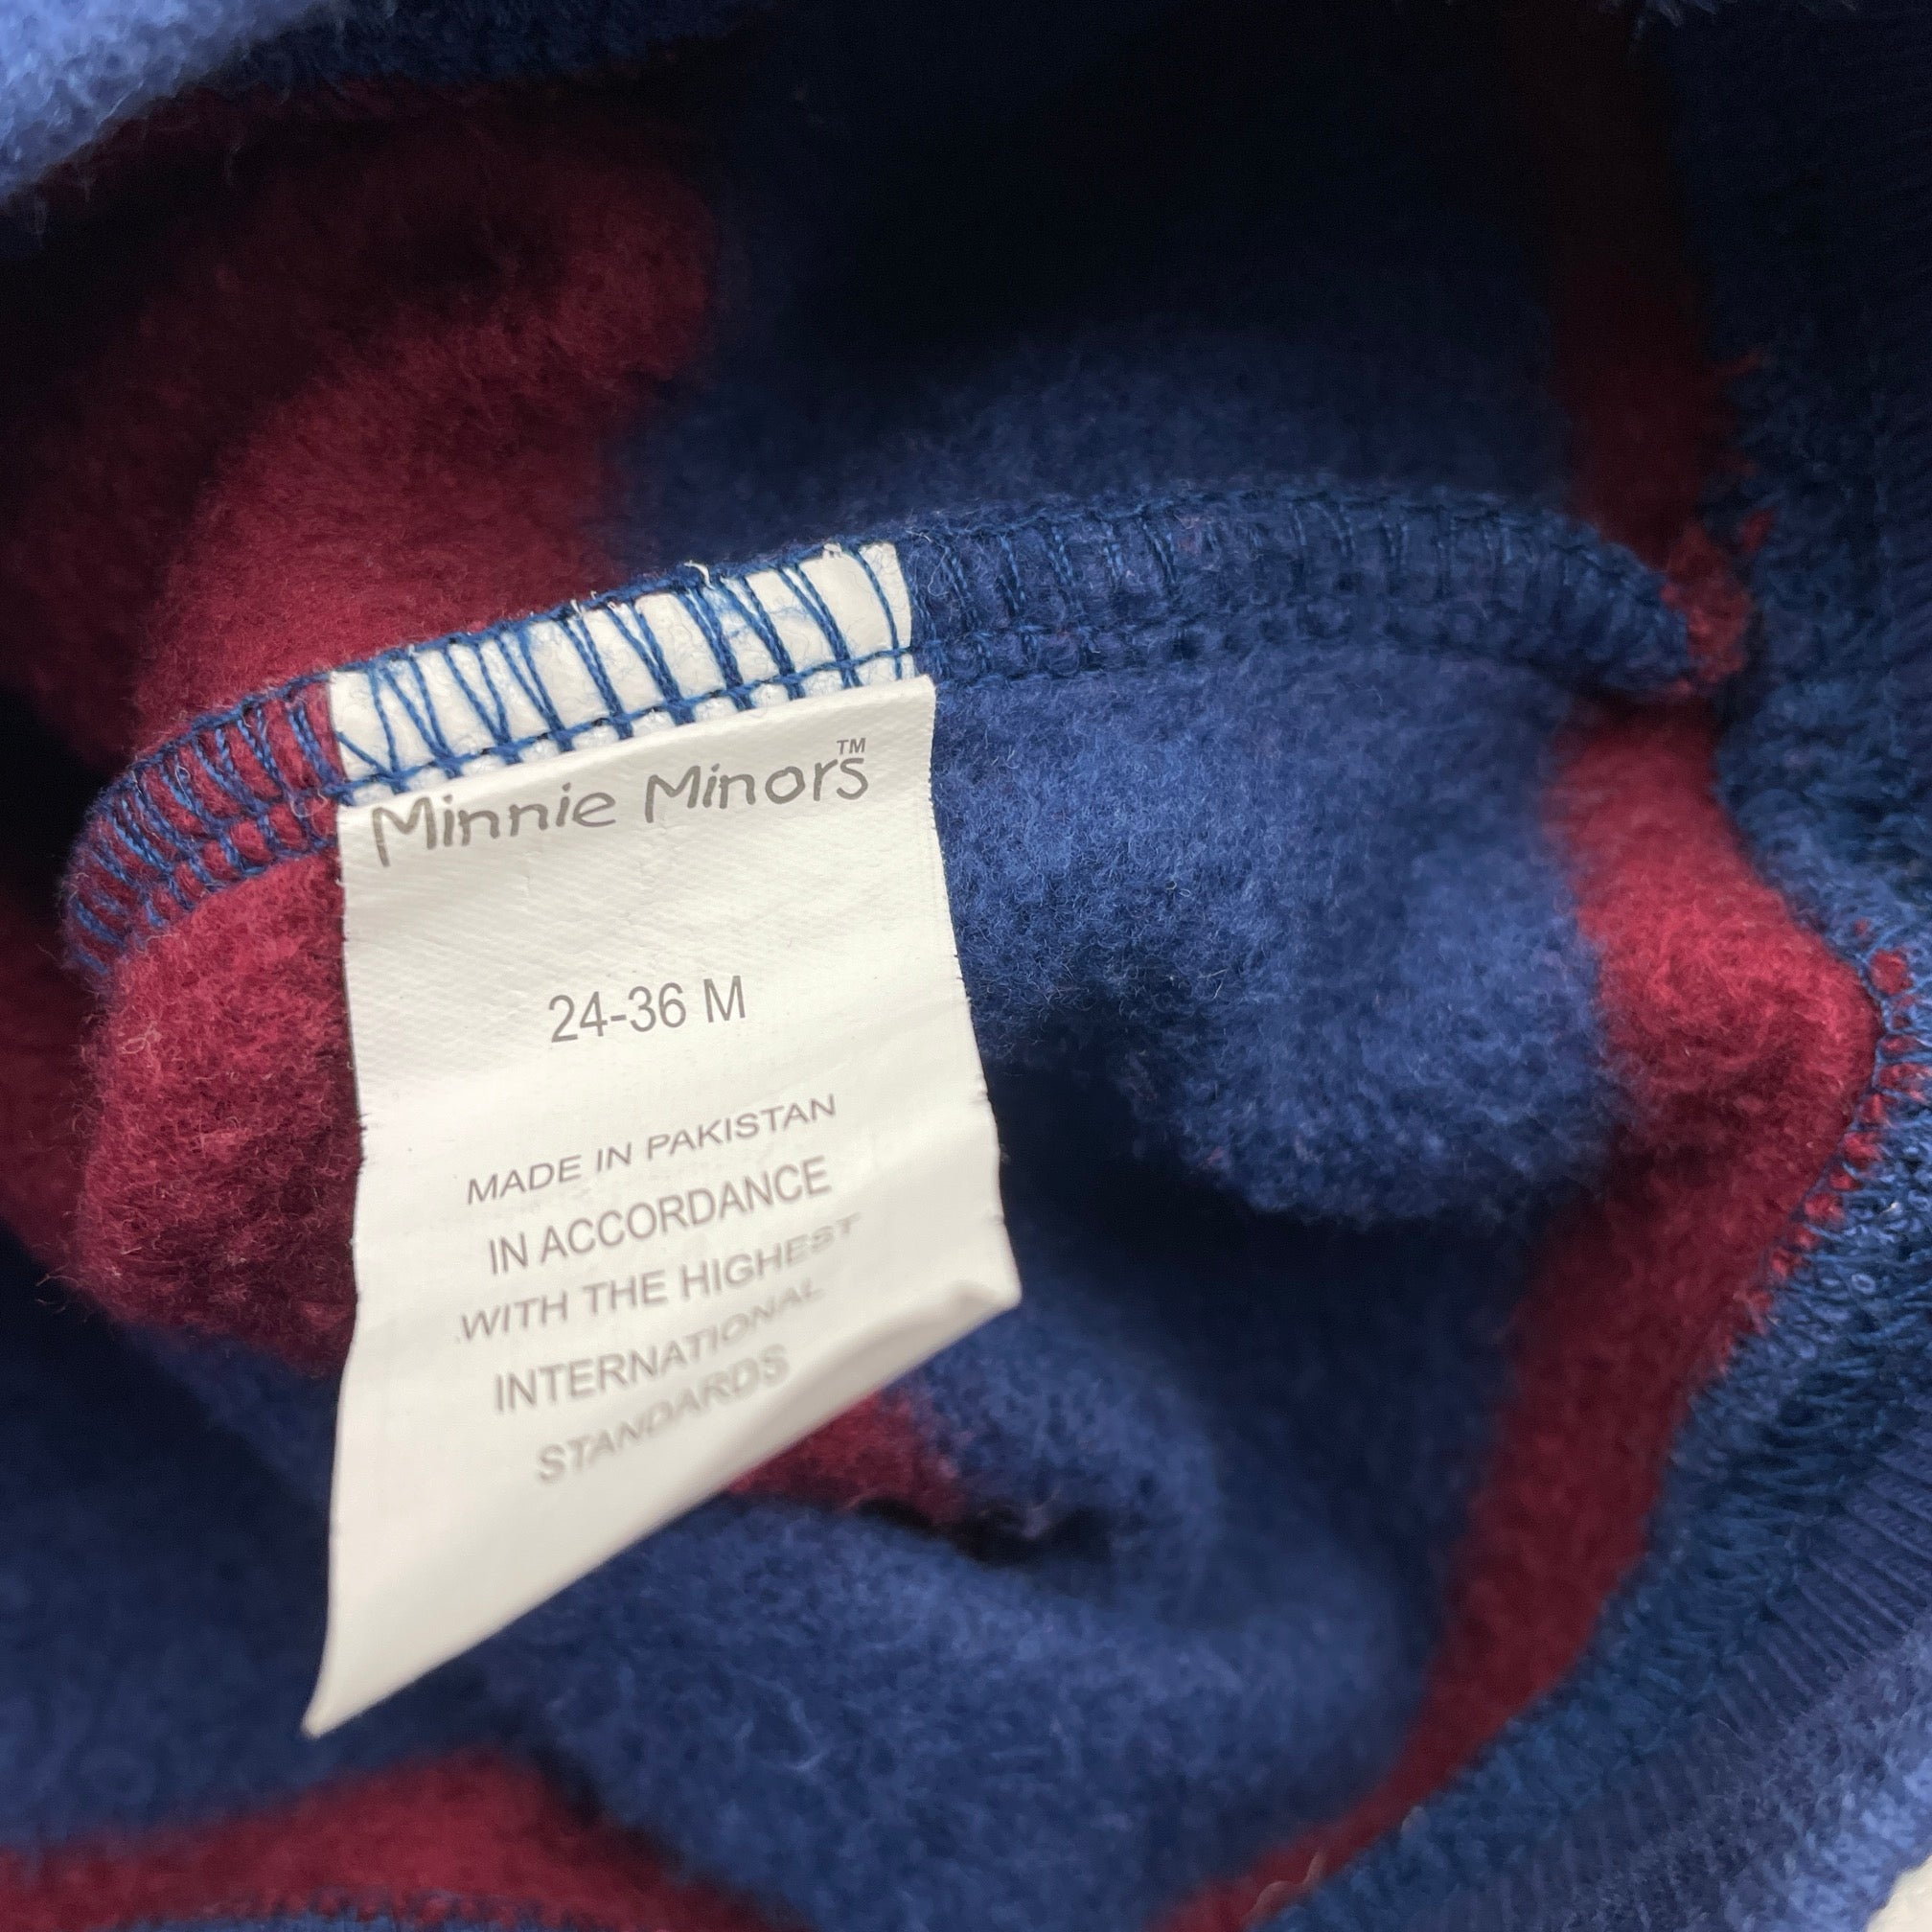 Minnie Minors™
24-36 M
MADE IN PAKISTAN
IN ACCORDANCE
WITH THE HIGHEST
INTERNATIONAL
STANDARDS